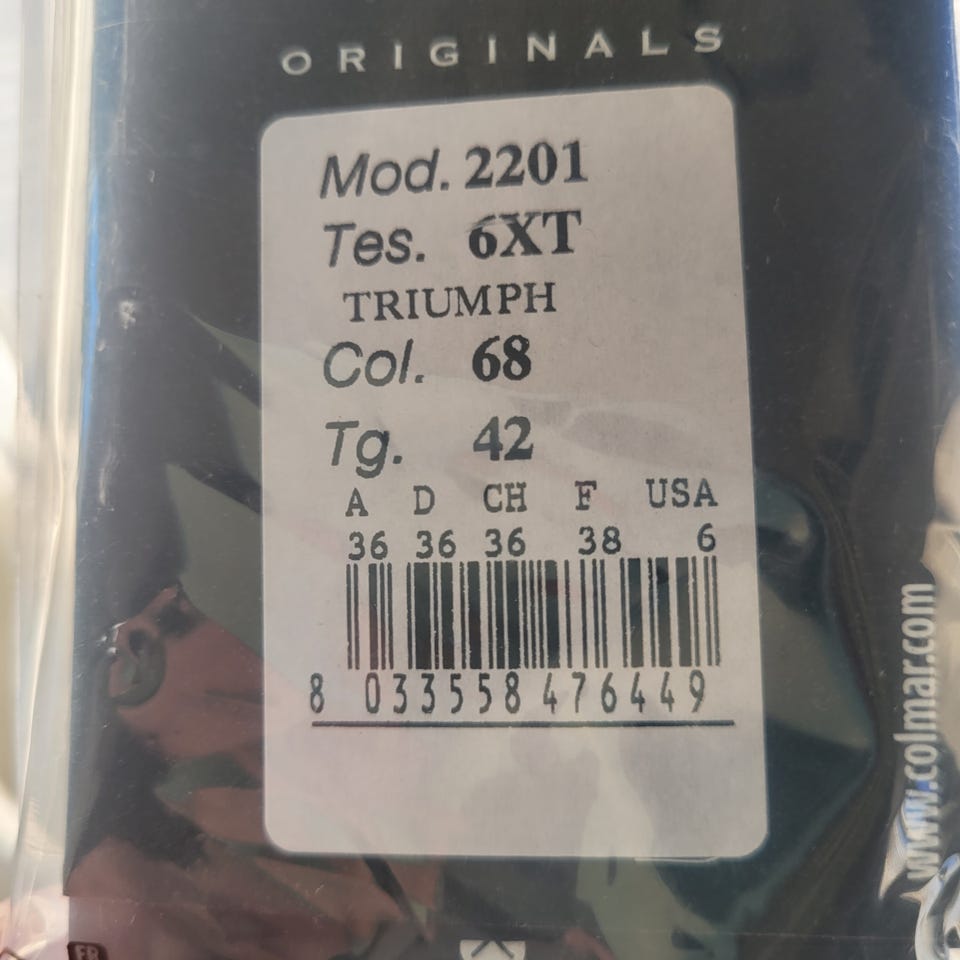 ORIGINALS
Mod. 2201
Tes. 6XT
TRIUMPH
Col. 68
Tg. 42
A D CH F USA
36 36 36 38 6
8 033558 476449
www.colmar.com
FR